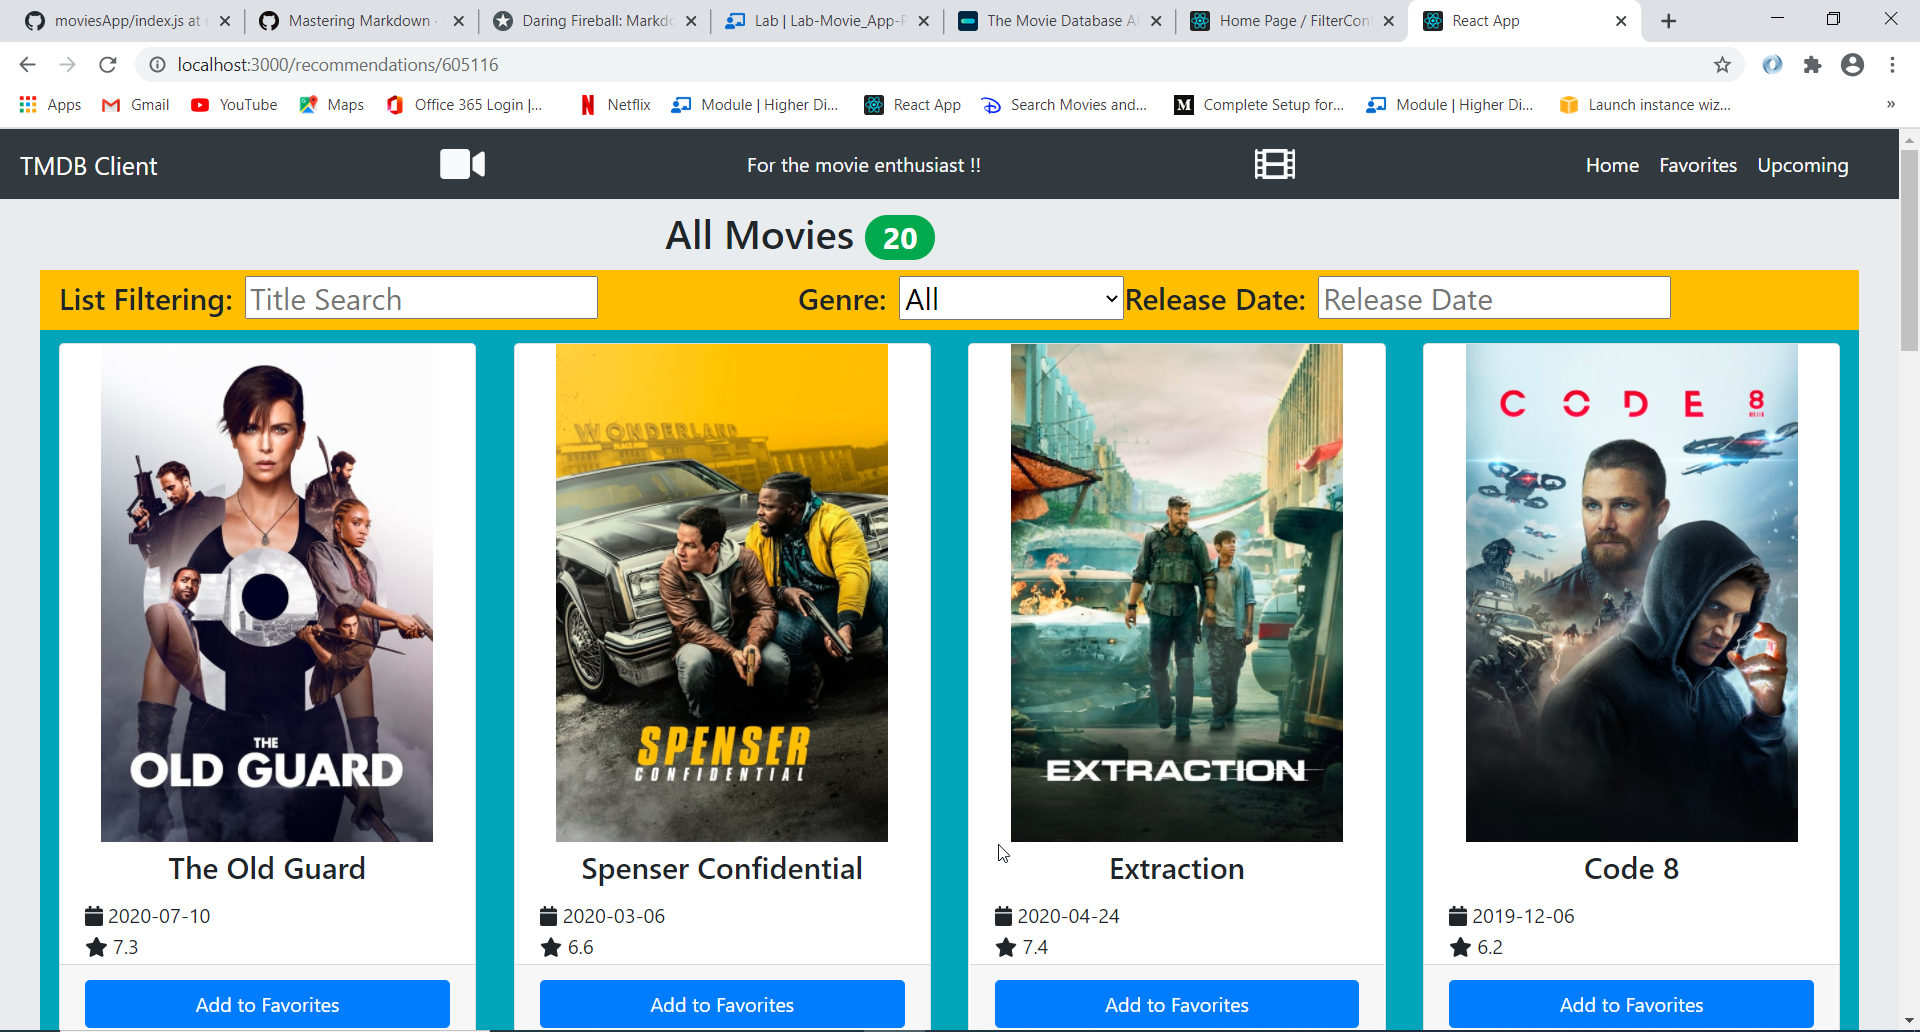 moviesApp/index.js at
Mastering Markdown
Daring Fireball: Markdo
Lab | Lab-Movie_App-
The Movie Database A
Home Page / FilterCon
React App
localhost:3000/recommendations/605116
Apps
Gmail
YouTube
Maps
Office 365 Login |...
Netflix
Module | Higher Di...
React App
Search Movies and...
Complete Setup for...
Module | Higher Di...
Launch instance wiz...
»
TMDB Client
For the movie enthusiast !!
Home
Favorites
Upcoming
All Movies 20
List Filtering:
Title Search
Genre:
All
Release Date:
Release Date
THE
OLD GUARD
WONDERLAND
SPENSER
CONFIDENTIAL
EXTRACTION
CODE 8
The Old Guard
Spenser Confidential
Extraction
Code 8
2020-07-10
2020-03-06
2020-04-24
2019-12-06
7.3
6.6
7.4
6.2
Add to Favorites
Add to Favorites
Add to Favorites
Add to Favorites